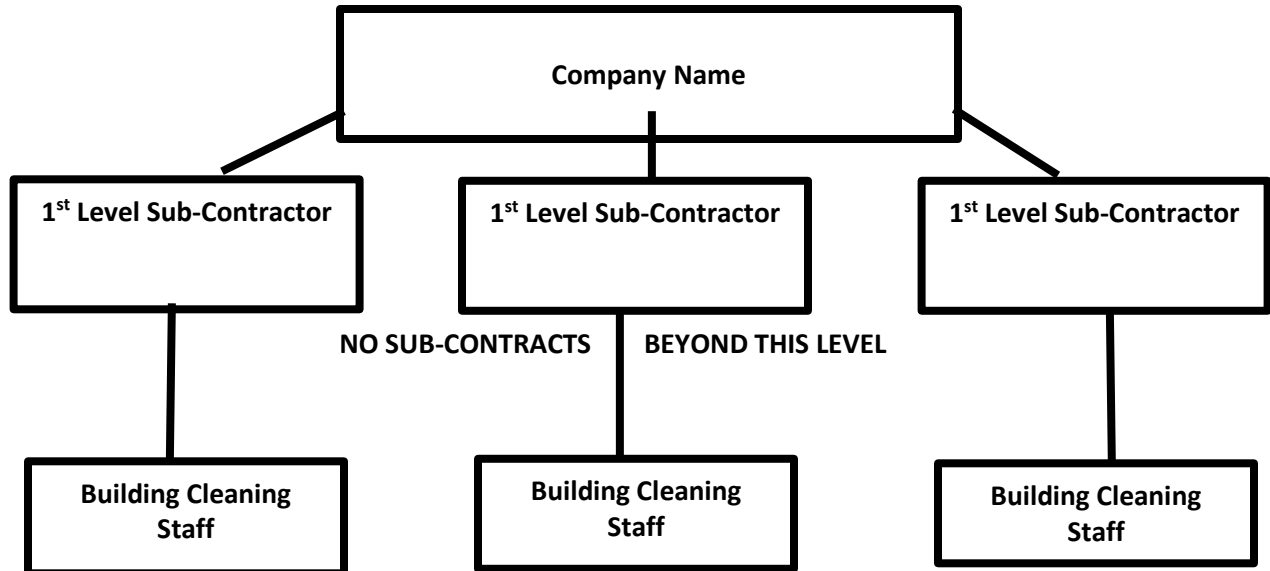 Company Name
1st Level Sub-Contractor
1st Level Sub-Contractor
1st Level Sub-Contractor
NO SUB-CONTRACTS BEYOND THIS LEVEL
Building Cleaning
Staff
Building Cleaning
Staff
Building Cleaning
Staff